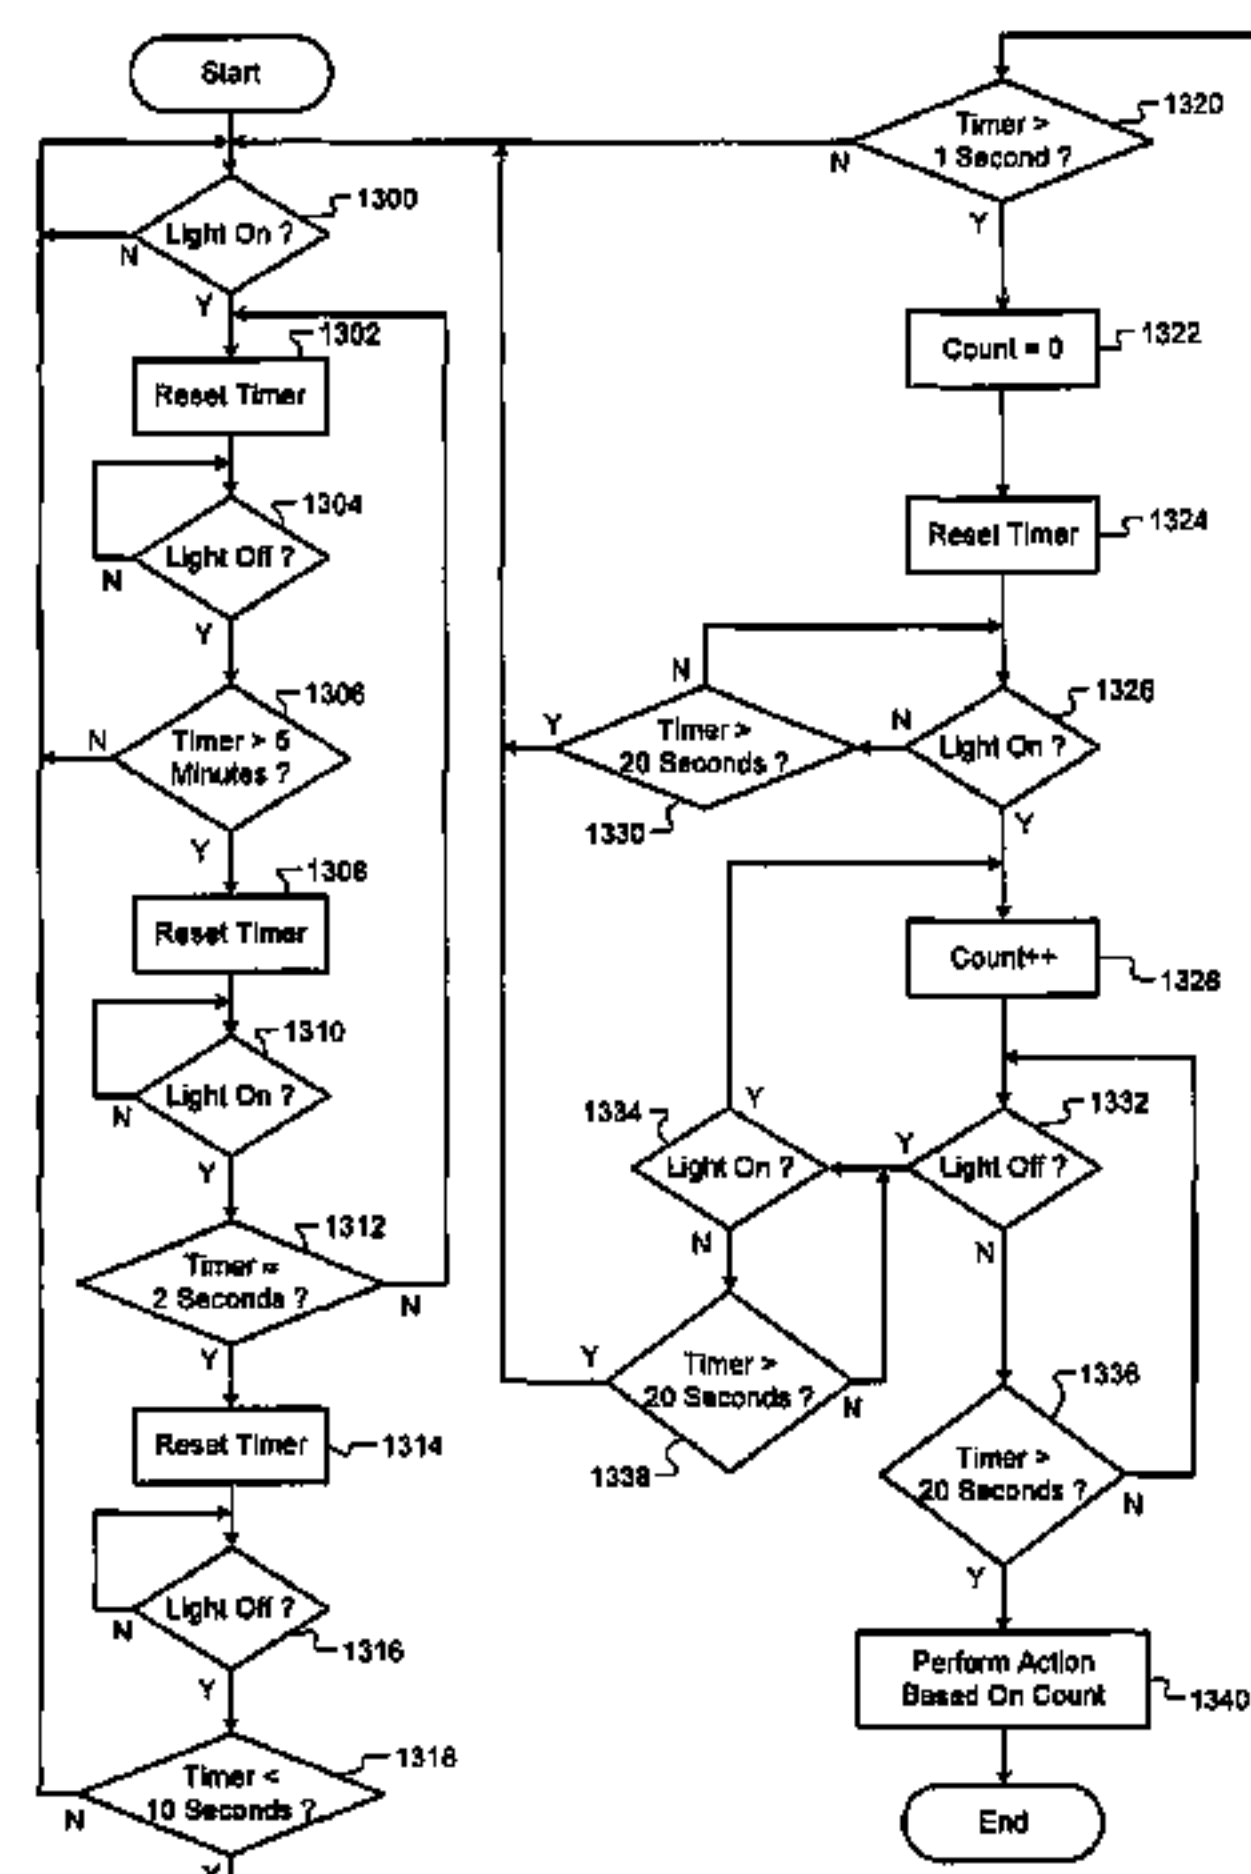 Start
1300
Light On ?
N
Y
1302
Reset Timer
1304
Light Off ?
N
Y
1306
Timer > 5
Minutes ?
N
Y
1308
Reset Timer
1310
Light On ?
N
Y
1312
Timer =
2 Seconds ?
N
Y
Reset Timer
1314
Light Off ?
N
1316
Y
1318
Timer <
10 Seconds ?
N
Y
1320
Timer >
1 Second ?
N
Y
Count = 0
1322
Reset Timer
1324
1326
Light On ?
N
Y
N
Timer >
20 Seconds ?
Y
1330
Count++
1328
1332
Light Off ?
Y
N
1334
Y
Light On ?
N
Timer >
20 Seconds ?
Y
N
1338
1336
Timer >
20 Seconds ?
N
Y
Perform Action
Based On Count
1340
End